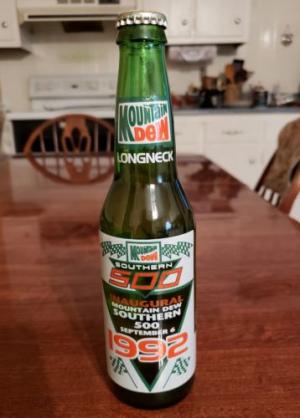 MOUNTAIN
DEW
LONGNECK
MOUNTAIN
DEW
SOUTHERN
500
INAUGURAL
MOUNTAIN DEW
SOUTHERN
500
SEPTEMBER 6
1992